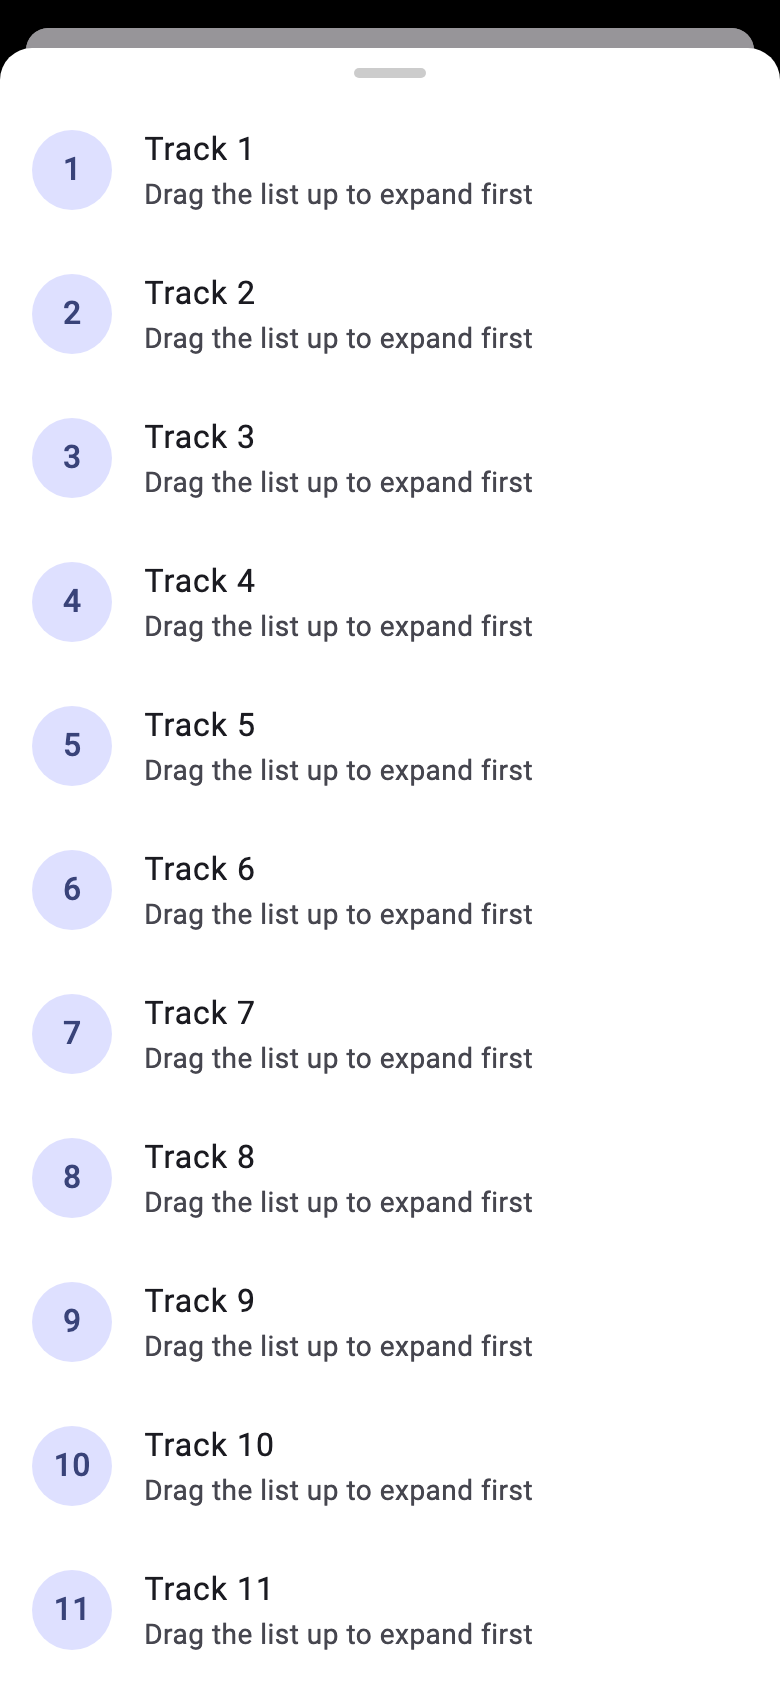 1
Track 1
Drag the list up to expand first
2
Track 2
Drag the list up to expand first
3
Track 3
Drag the list up to expand first
4
Track 4
Drag the list up to expand first
5
Track 5
Drag the list up to expand first
6
Track 6
Drag the list up to expand first
7
Track 7
Drag the list up to expand first
8
Track 8
Drag the list up to expand first
9
Track 9
Drag the list up to expand first
10
Track 10
Drag the list up to expand first
11
Track 11
Drag the list up to expand first